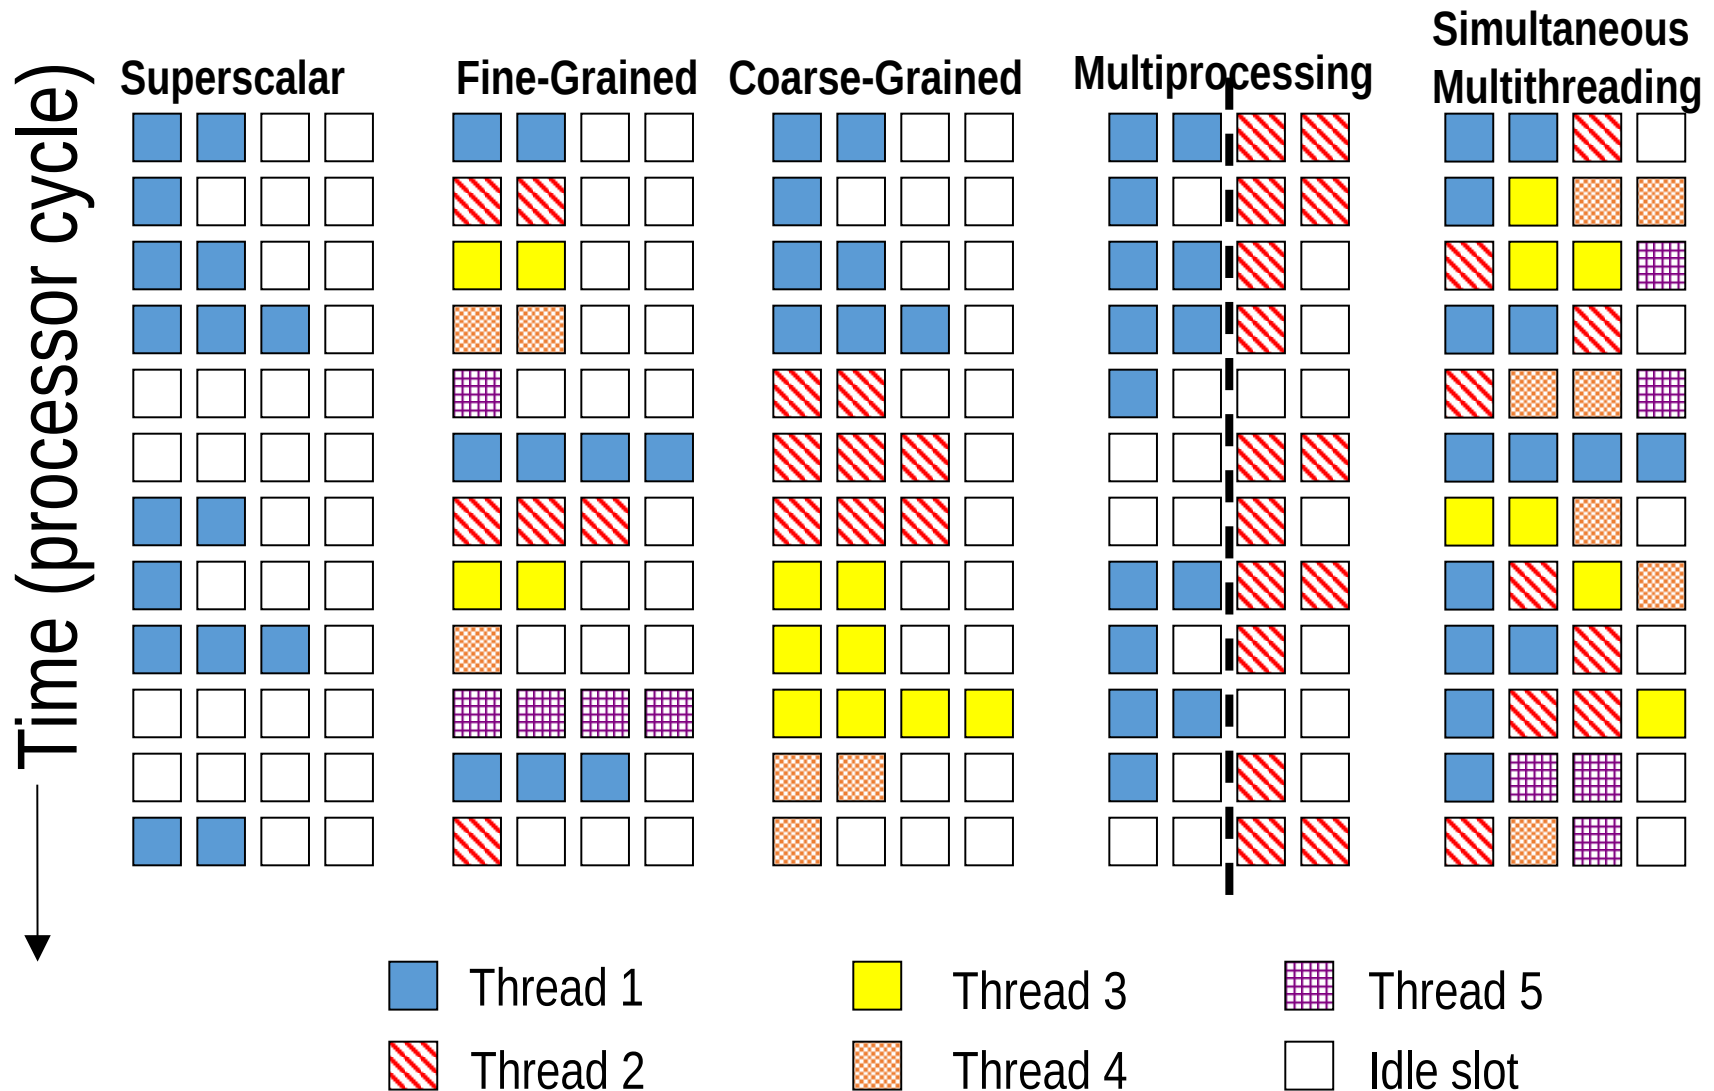 Time (processor cycle)
Superscalar
Fine-Grained
Coarse-Grained
Multiprocessing
Simultaneous
Multithreading
Thread 1
Thread 3
Thread 5
Thread 2
Thread 4
Idle slot